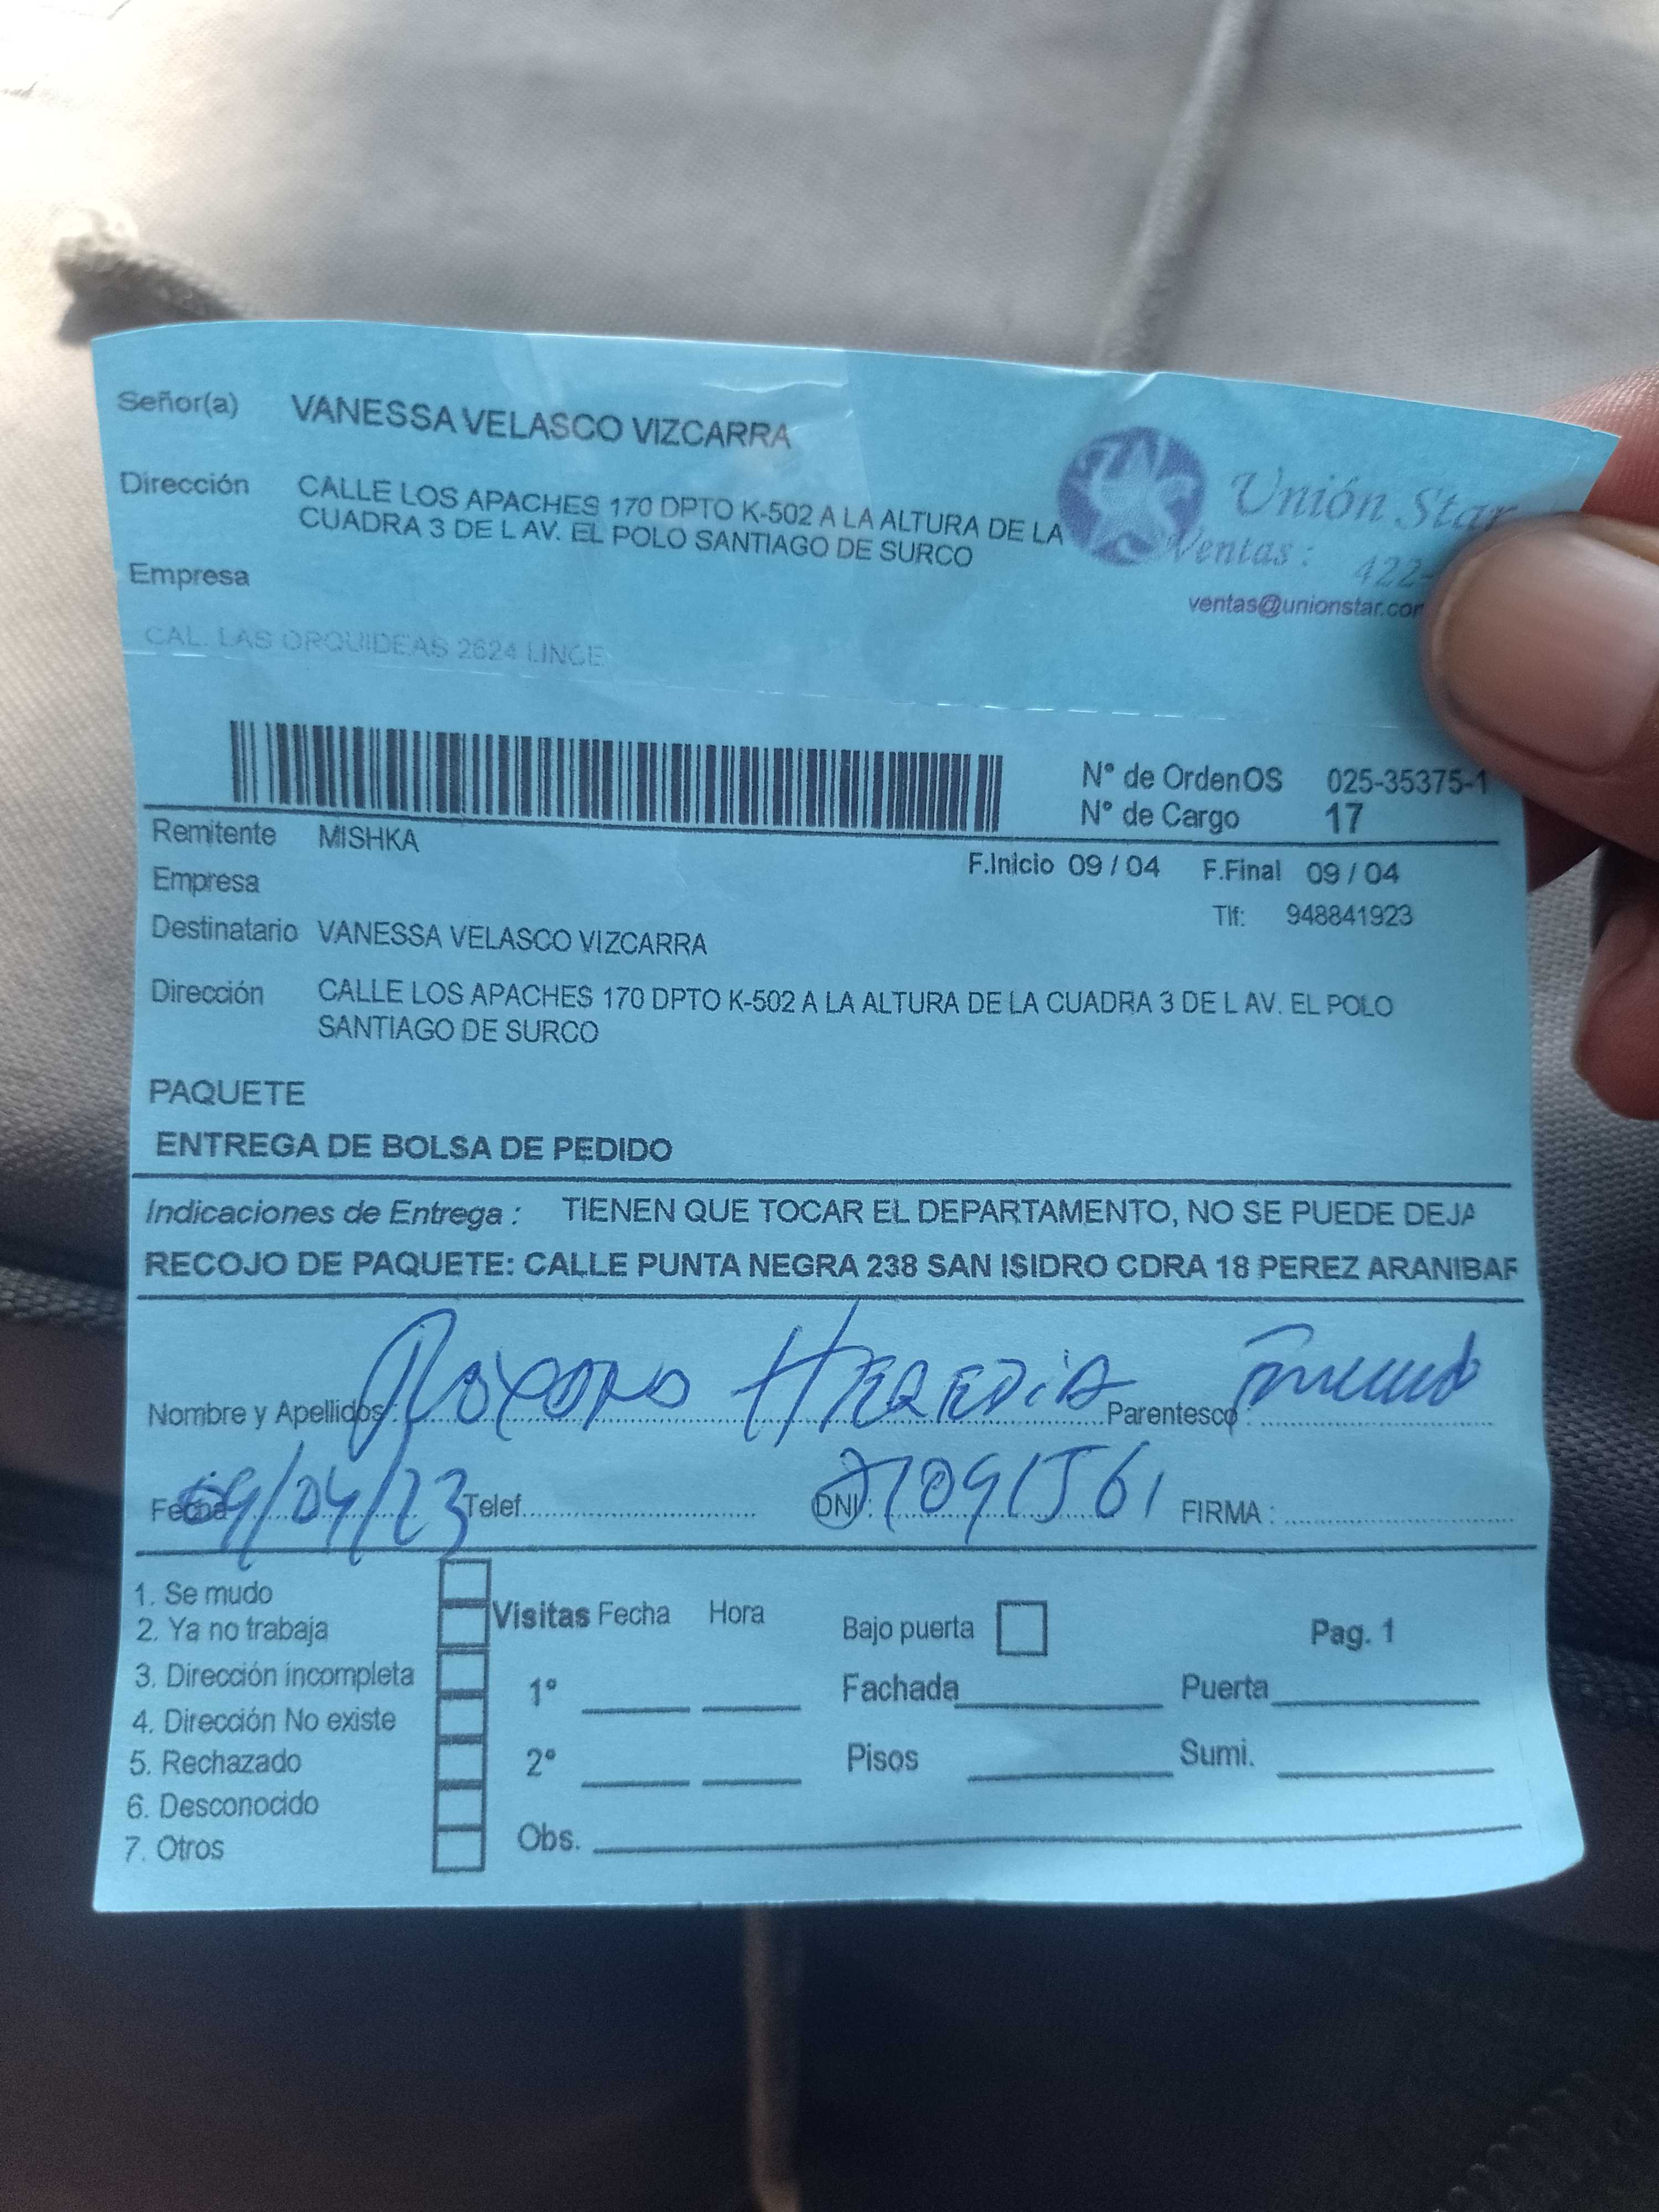 Señor(a) VANESSA VELASCO VIZCARRA
Dirección CALLE LOS APACHES 170 DPTO K-502 A LA ALTURA DE LA
CUADRA 3 DE L AV. EL POLO SANTIAGO DE SURCO
Empresa
CAL. LAS ORQUIDEAS 2624 LINCE
Unión Star
Ventas : 422-
ventas@unionstar.com
Nº de OrdenOS 025-35375-1
Nº de Cargo 17
Remitente MISHKA
F.Inicio 09 / 04 F.Final 09 / 04
Empresa
Tlf: 948841923
Destinatario VANESSA VELASCO VIZCARRA
Dirección CALLE LOS APACHES 170 DPTO K-502 A LA ALTURA DE LA CUADRA 3 DE L AV. EL POLO
SANTIAGO DE SURCO
PAQUETE
ENTREGA DE BOLSA DE PEDIDO
Indicaciones de Entrega : TIENEN QUE TOCAR EL DEPARTAMENTO, NO SE PUEDE DEJA
RECOJO DE PAQUETE: CALLE PUNTA NEGRA 238 SAN ISIDRO CDRA 18 PEREZ ARANIBAR
Nombre y Apellidos: HEREDIA Parentesco :
Fecha 09/04/23 Telef. DNI: FIRMA :
1. Se mudo
2. Ya no trabaja
3. Dirección incompleta
4. Dirección No existe
5. Rechazado
6. Desconocido
7. Otros
Visitas Fecha Hora
1º
2º
Obs.
Bajo puerta Pag. 1
Fachada Puerta
Pisos Sumi.